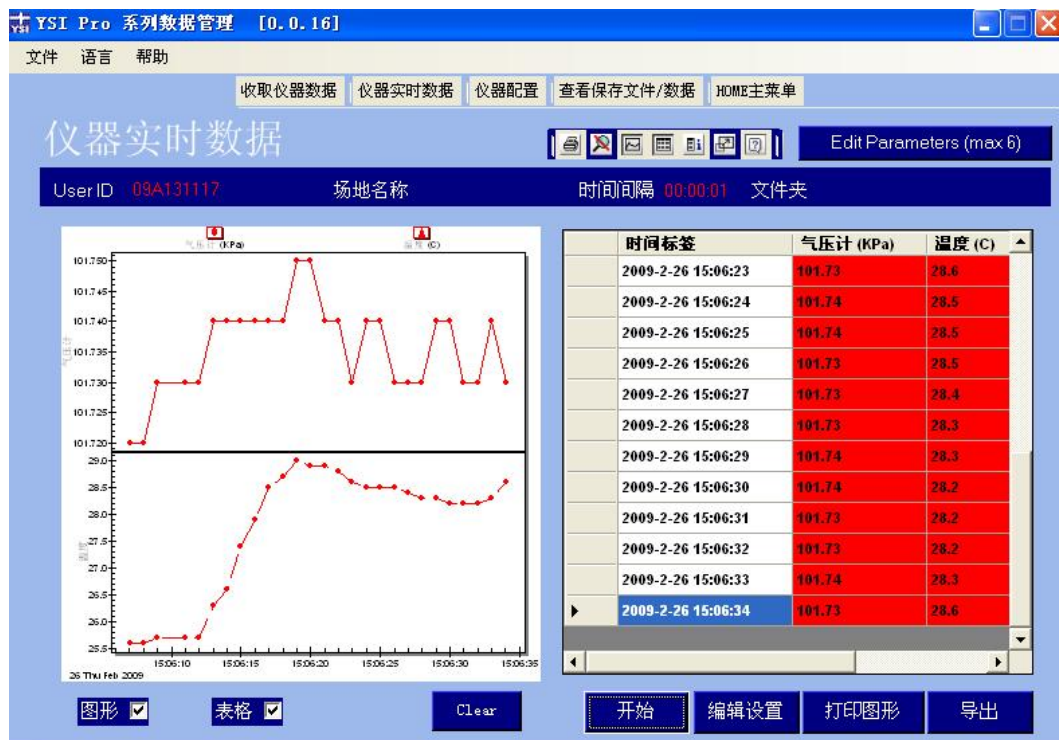 YSI Pro 系列数据管理 [0.0.16]
文件 语言 帮助
收取仪器数据 仪器实时数据 仪器配置 查看保存文件/数据 HOME主菜单
仪器实时数据
Edit Parameters (max 6)
User ID 09A131117 场地名称 时间间隔 00:00:01 文件夹
气压计 (KPa) 温度 (C)
101.750
101.745
101.740
101.735
101.730
101.725
101.720
气压计
29.0
28.5
28.0
27.5
27.0
26.5
26.0
25.5
温度
15:06:10 15:06:15 15:06:20 15:06:25 15:06:30 15:06:35
26 Thu Feb 2009
时间标签 气压计 (KPa) 温度 (C)
2009-2-26 15:06:23 101.73 28.6
2009-2-26 15:06:24 101.74 28.5
2009-2-26 15:06:25 101.74 28.5
2009-2-26 15:06:26 101.73 28.5
2009-2-26 15:06:27 101.73 28.4
2009-2-26 15:06:28 101.73 28.3
2009-2-26 15:06:29 101.74 28.3
2009-2-26 15:06:30 101.74 28.2
2009-2-26 15:06:31 101.73 28.2
2009-2-26 15:06:32 101.73 28.2
2009-2-26 15:06:33 101.74 28.3
2009-2-26 15:06:34 101.73 28.6
图形 表格 Clear 开始 编辑设置 打印图形 导出